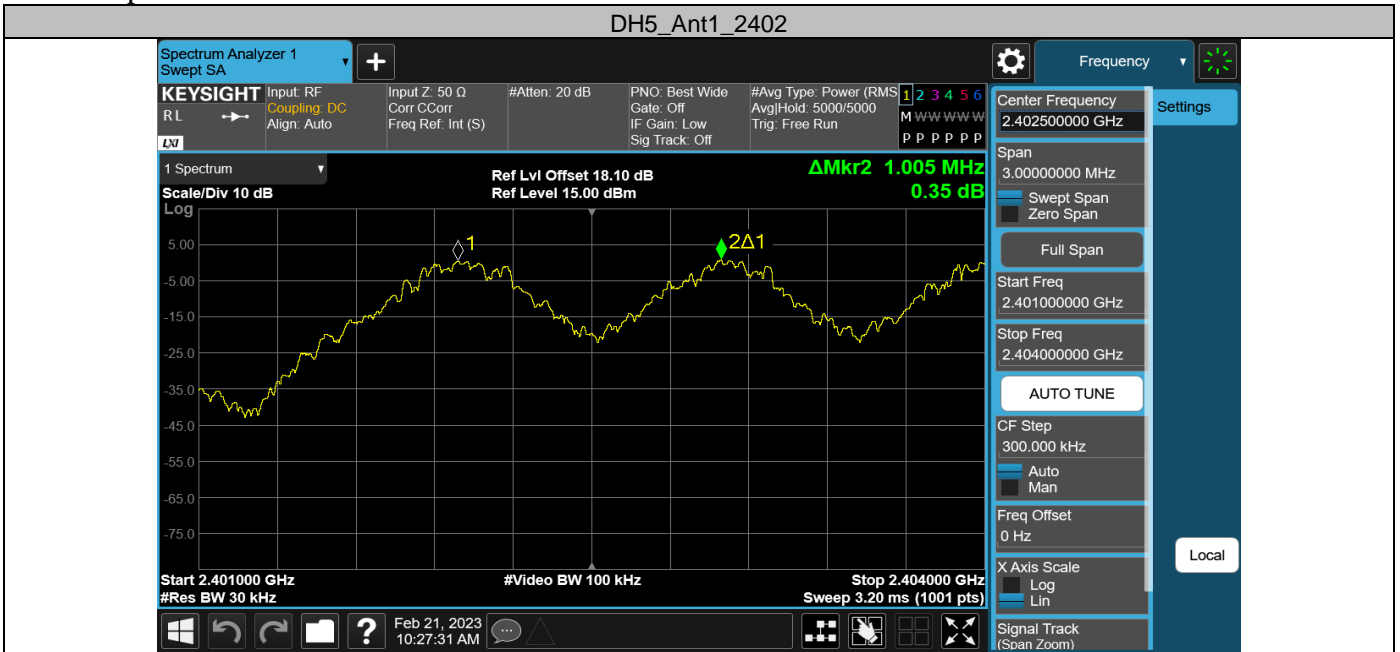 DH5_Ant1_2402
Spectrum Analyzer 1
Swept SA
Frequency
KEYSIGHT
RL
LXI
Input: RF
Coupling: DC
Align: Auto
Input Z: 50 Ω
Corr CCorr
Freq Ref: Int (S)
#Atten: 20 dB
PNO: Best Wide
Gate: Off
IF Gain: Low
Sig Track: Off
#Avg Type: Power (RMS
Avg|Hold: 5000/5000
Trig: Free Run
1 2 3 4 5 6
M W W W W W
P P P P P P
1 Spectrum
Scale/Div 10 dB
Log
Ref Lvl Offset 18.10 dB
Ref Level 15.00 dBm
ΔMkr2 1.005 MHz
0.35 dB
1
2Δ1
5.00
-5.00
-15.0
-25.0
-35.0
-45.0
-55.0
-65.0
-75.0
Start 2.401000 GHz
#Res BW 30 kHz
#Video BW 100 kHz
Stop 2.404000 GHz
Sweep 3.20 ms (1001 pts)
Feb 21, 2023
10:27:31 AM
Center Frequency
2.402500000 GHz
Settings
Span
3.00000000 MHz
Swept Span
Zero Span
Full Span
Start Freq
2.401000000 GHz
Stop Freq
2.404000000 GHz
AUTO TUNE
CF Step
300.000 kHz
Auto
Man
Freq Offset
0 Hz
Local
X Axis Scale
Log
Lin
Signal Track
(Span Zoom)